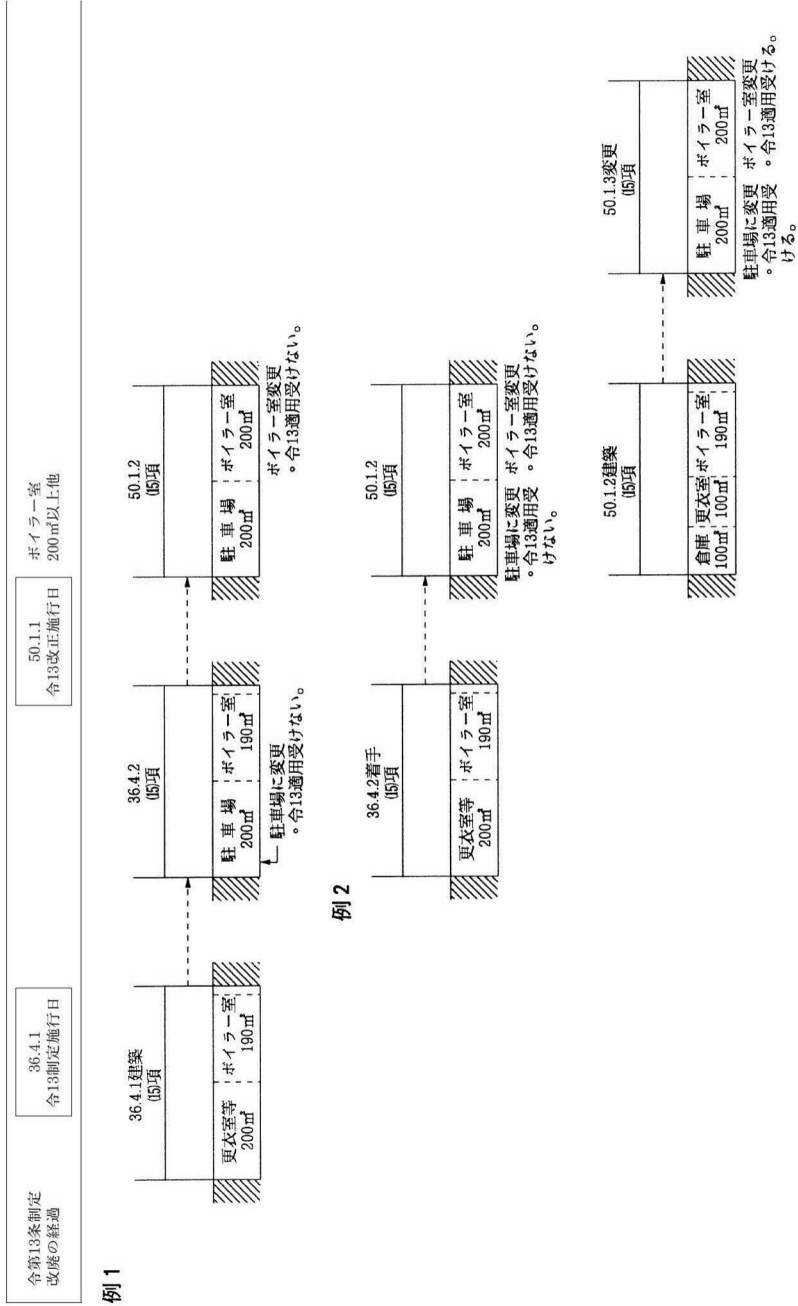 令第13条制定
改廃の経過
36.4.1
令13制定施行日
50.1.1
令13改正施行日
ボイラー室
200㎡以上他
例1
36.4.1建築
⒂項
更衣室等
200㎡
ボイラー室
190㎡
36.4.2
⒂項
駐車場
200㎡
ボイラー室
190㎡
駐車場に変更
。令13適用受けない。
50.1.2
⒂項
駐車場
200㎡
ボイラー室
200㎡
ボイラー室変更
。令13適用受けない。
例2
36.4.2着手
⒂項
更衣室等
200㎡
ボイラー室
190㎡
50.1.2
⒂項
駐車場
200㎡
ボイラー室
200㎡
駐車場に変更
。令13適用受
けない。
ボイラー室変更
。令13適用受けない。
50.1.2建築
⒂項
倉庫
100㎡
更衣室
100㎡
ボイラー室
190㎡
50.1.3変更
⒂項
駐車場
200㎡
ボイラー室
200㎡
駐車場に変更
。令13適用受
ける。
ボイラー室変更
。令13適用受ける。